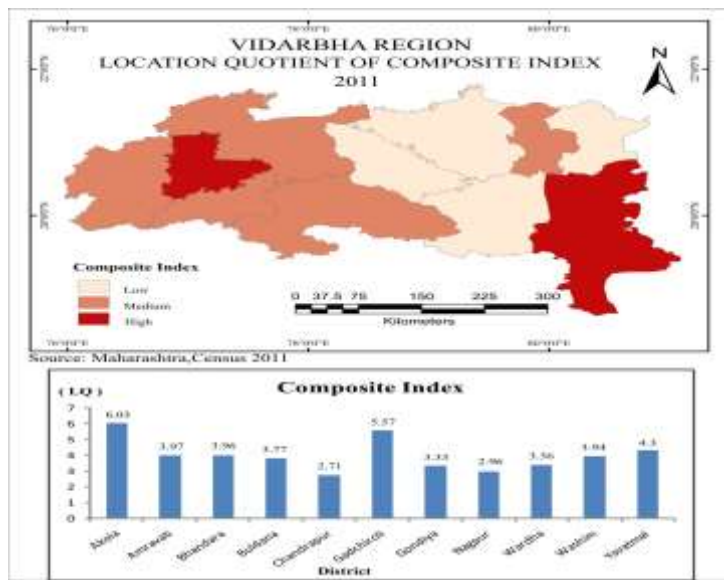 VIDARBHA REGION
LOCATION QUOTIENT OF COMPOSITE INDEX
2011
N
Composite Index
Low
Medium
High
0 37.5 75 150 225 300
Kilometers
Source: Maharashtra,Census 2011
Composite Index
( LQ )
7
6
5
4
3
2
1
0
6.03
3.97
3.96
3.77
2.71
5.57
3.33
2.96
3.36
3.94
4.3
Akola
Amravati
Bhandara
Buldana
Chandrapur
Gadchiroli
Gondiya
Nagpur
Wardha
Washim
Yavatmal
District